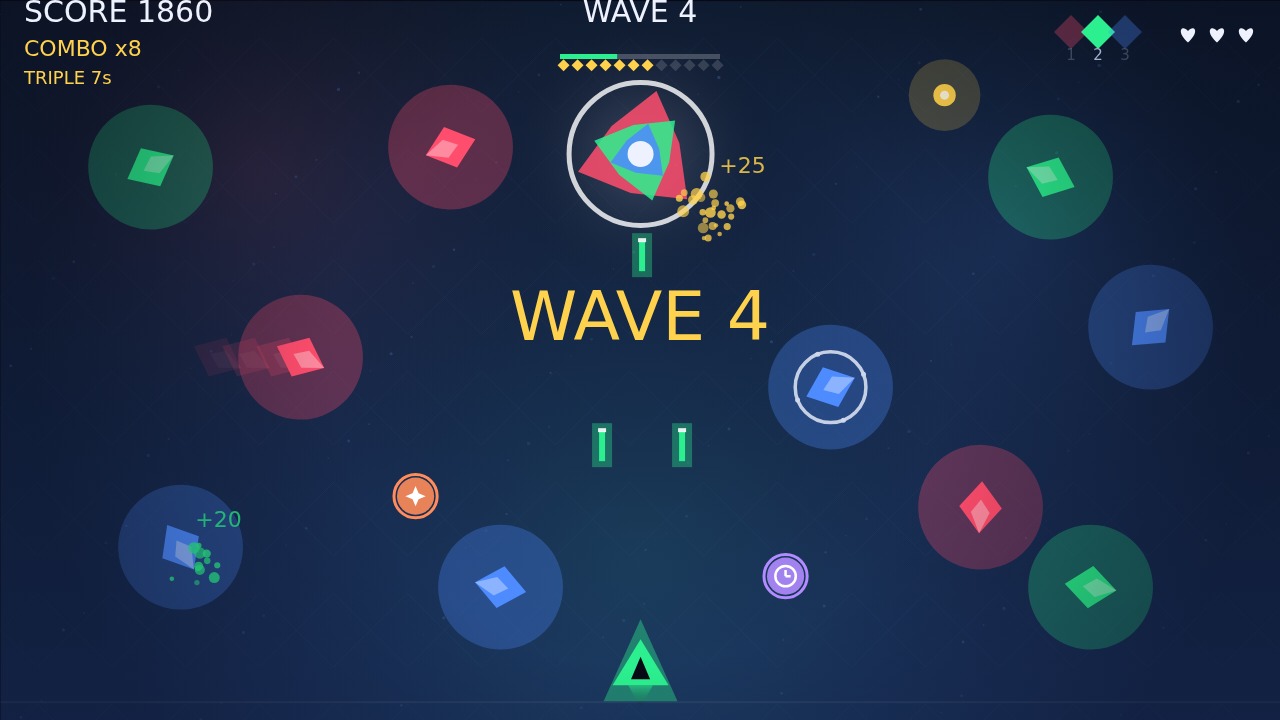 SCORE 1860
WAVE 4
COMBO x8
1 2 3
TRIPLE 7s
+25
WAVE 4
+20